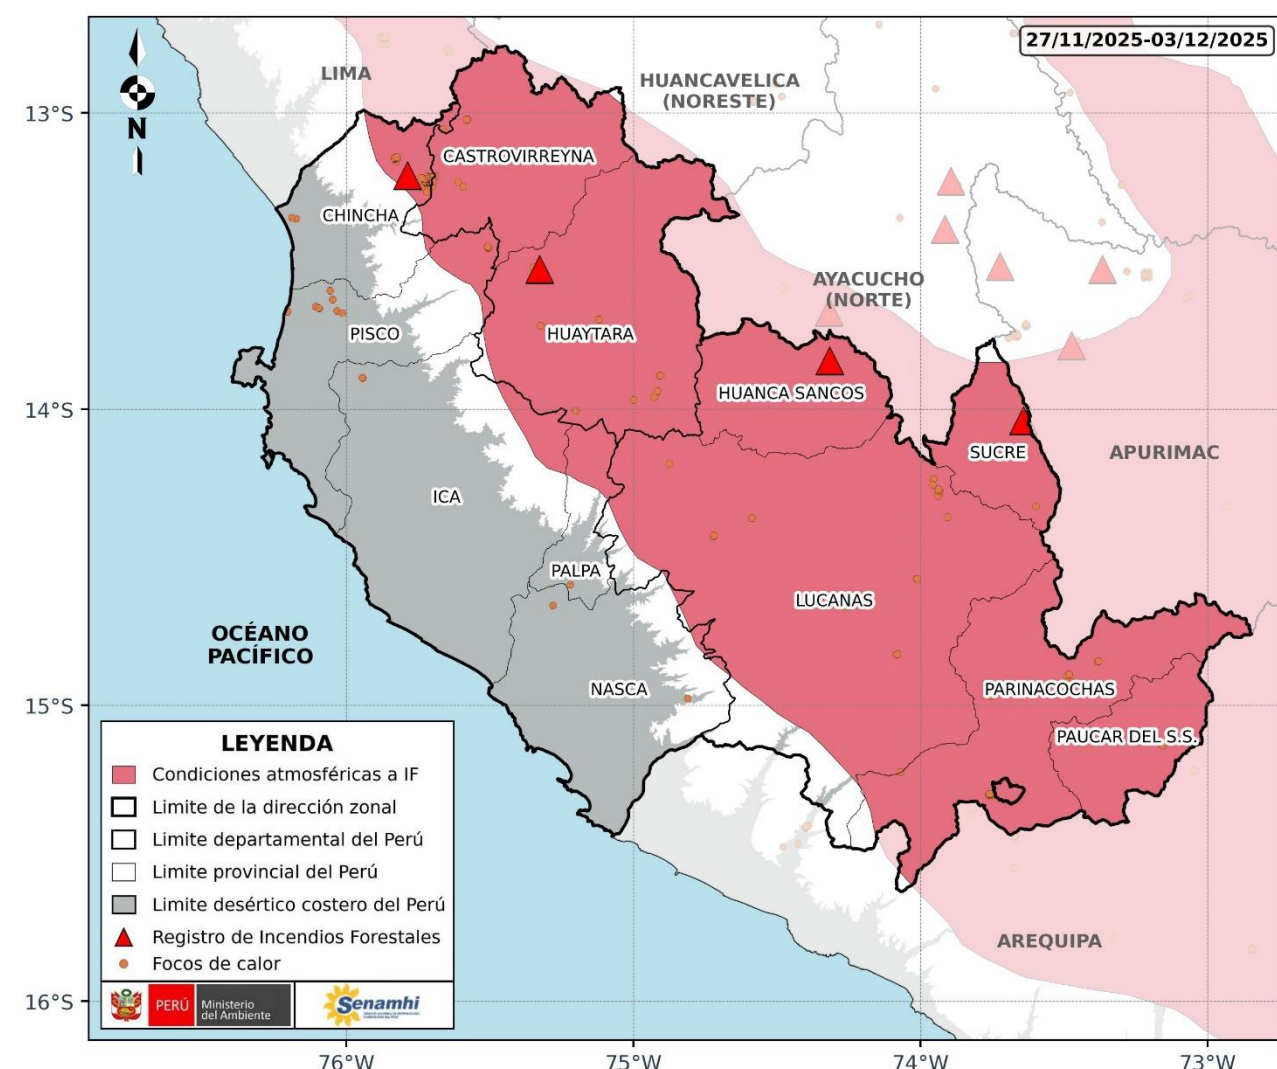 27/11/2025-03/12/2025
LIMA
HUANCAVELICA
(NORESTE)
N
13°S
CASTROVIRREYNA
CHINCHA
AYACUCHO
(NORTE)
PISCO
HUAYTARA
HUANCA SANCOS
14°S
SUCRE
APURIMAC
ICA
PALPA
LUCANAS
OCÉANO
PACÍFICO
NASCA
PARINACOCHAS
15°S
PAUCAR DEL S.S.
LEYENDA
Condiciones atmosféricas a IF
Limite de la dirección zonal
Limite departamental del Perú
Limite provincial del Perú
Limite desértico costero del Perú
Registro de Incendios Forestales
Focos de calor
AREQUIPA
PERÚ
Ministerio
del Ambiente
Senamhi
16°S
76°W
75°W
74°W
73°W